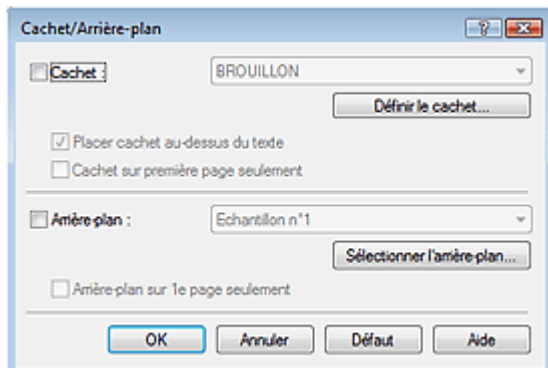 Cachet/Arrière-plan
Cachet : BROUILLON
Définir le cachet...
Placer cachet au-dessus du texte
Cachet sur première page seulement
Arrière-plan : Echantillon n°1
Sélectionner l'arrière-plan...
Arrière-plan sur 1e page seulement
OK Annuler Défaut Aide